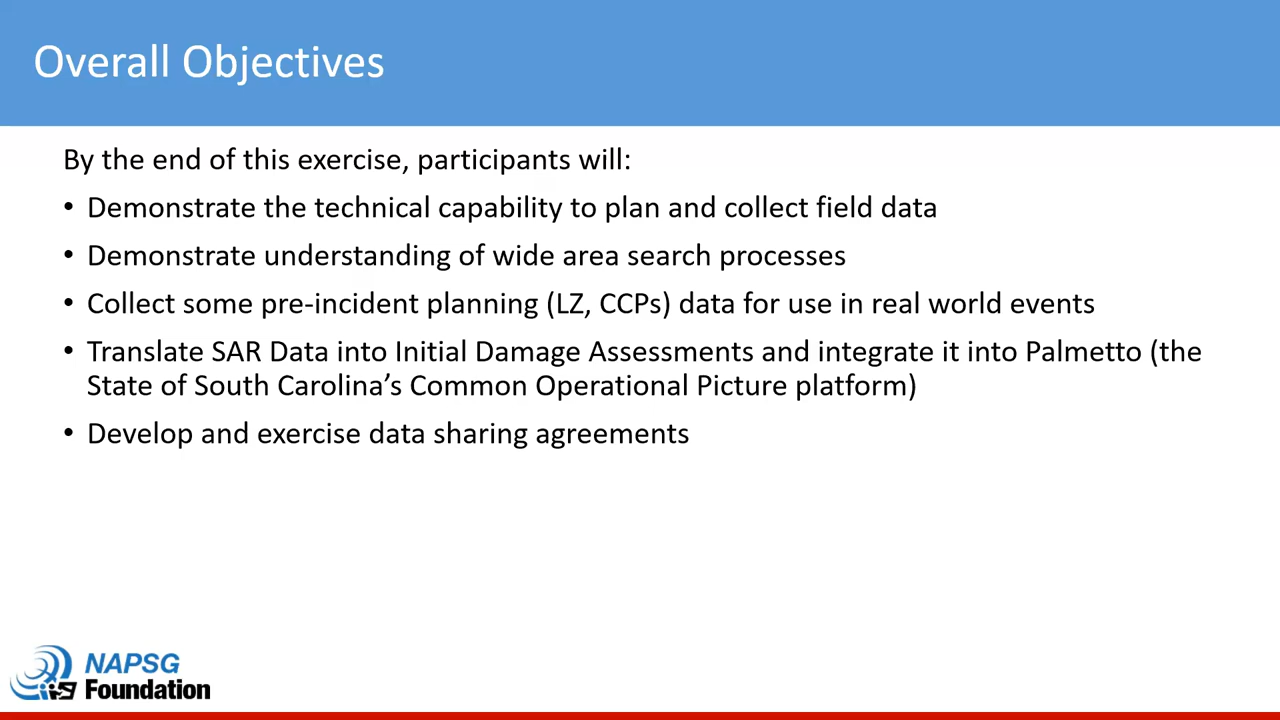 Overall Objectives
By the end of this exercise, participants will:
• Demonstrate the technical capability to plan and collect field data
• Demonstrate understanding of wide area search processes
• Collect some pre-incident planning (LZ, CCPs) data for use in real world events
• Translate SAR Data into Initial Damage Assessments and integrate it into Palmetto (the
State of South Carolina’s Common Operational Picture platform)
• Develop and exercise data sharing agreements
NAPSG
Foundation